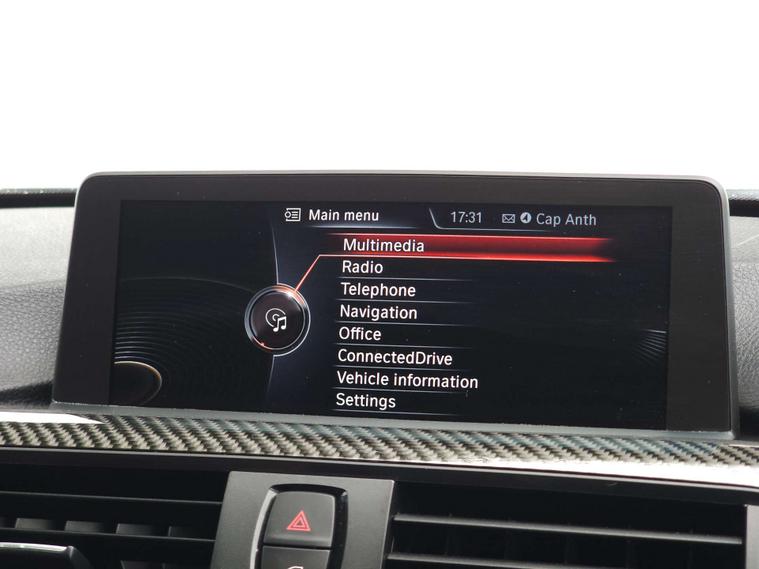 Main menu 17:31 Cap Anth
Multimedia
Radio
Telephone
Navigation
Office
ConnectedDrive
Vehicle information
Settings